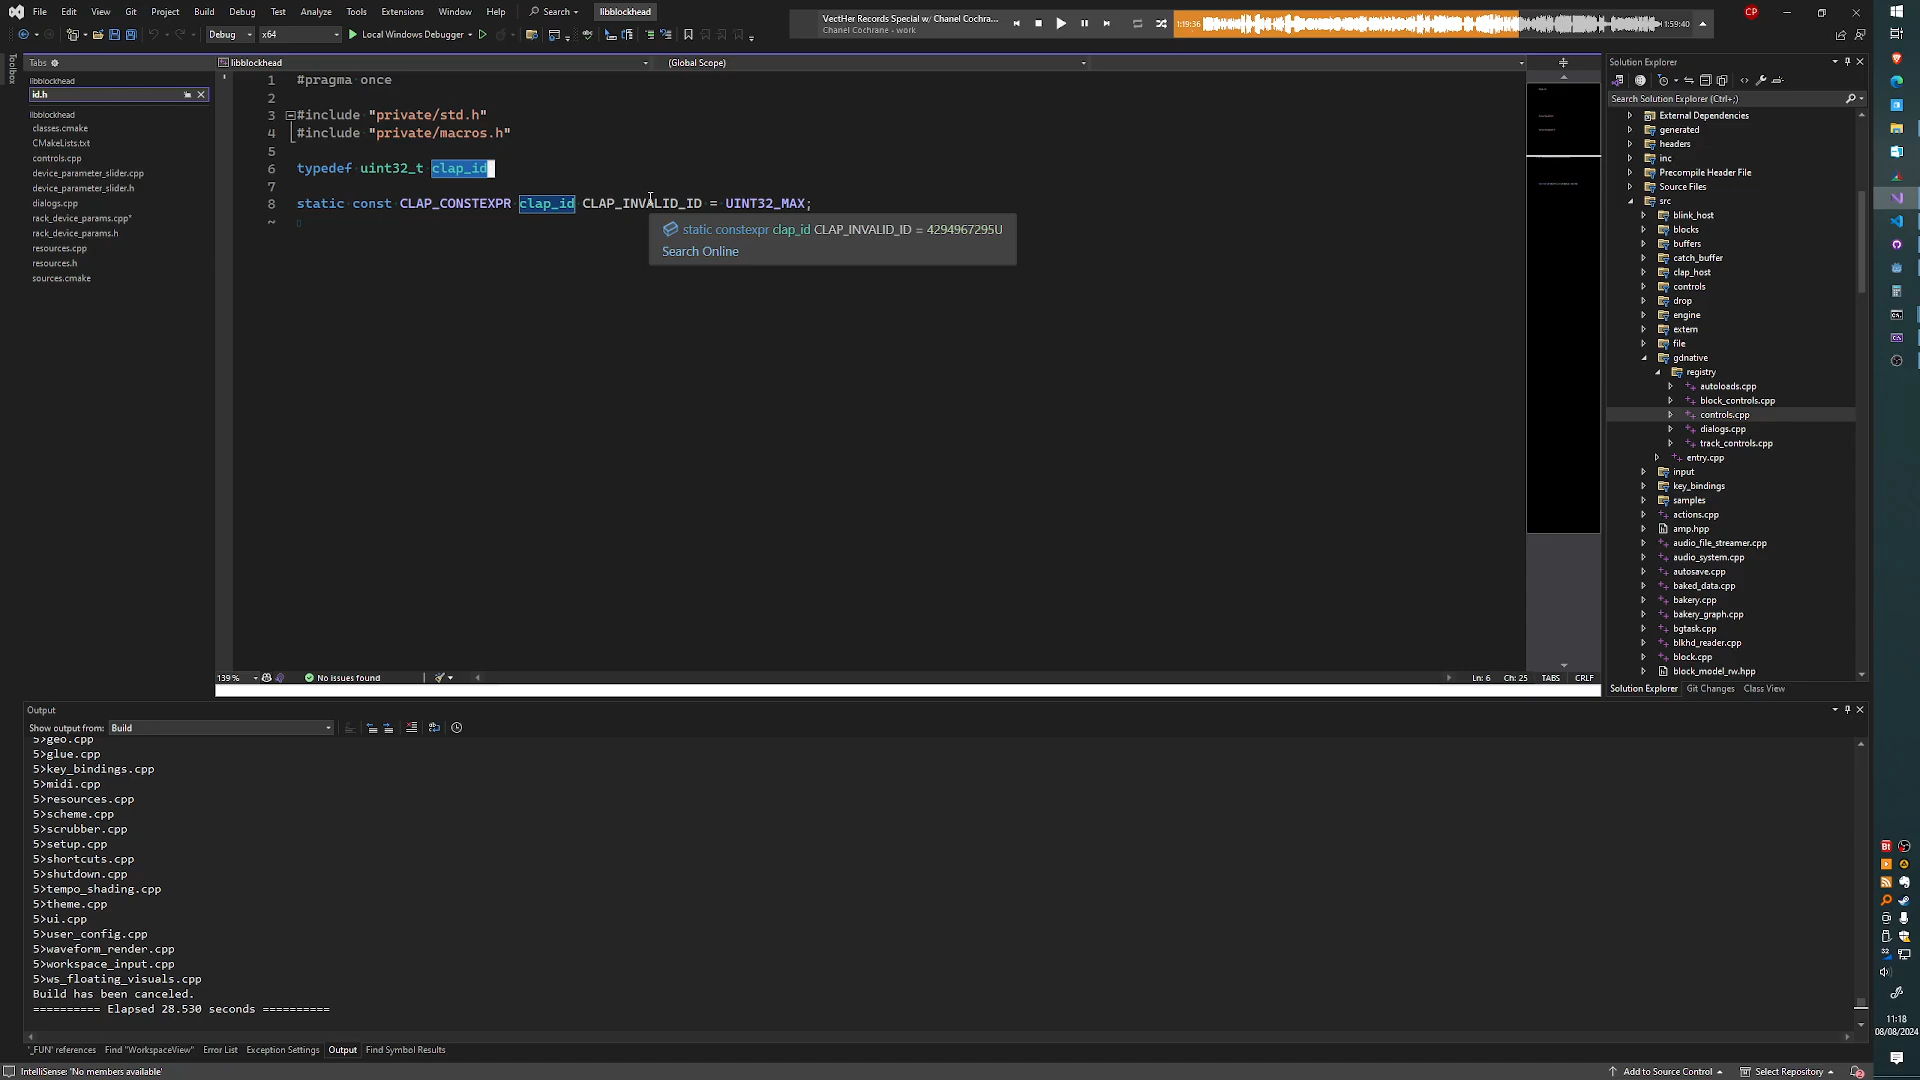 File Edit View Git Project Build Debug Test Analyze Tools Extensions Window Help Search libblockhead
VectHer Records Special w/ Chanel Cochra...
Chanel Cochrane - work
1:19:36
1:59:40
CP
Debug x64 Local Windows Debugger
Toolbox
Tabs
libblockhead
id.h
libblockhead
classes.cmake
CMakeLists.txt
controls.cpp
device_parameter_slider.cpp
device_parameter_slider.h
dialogs.cpp
rack_device_params.cpp*
rack_device_params.h
resources.cpp
resources.h
sources.cmake
libblockhead (Global Scope)
1 #pragma once
2
3 #include "private/std.h"
4 #include "private/macros.h"
5
6 typedef uint32_t clap_id
7
8 static const CLAP_CONSTEXPR clap_id CLAP_INVALID_ID = UINT32_MAX;
~
static constexpr clap_id CLAP_INVALID_ID = 4294967295U
Search Online
139 % No issues found Ln: 6 Ch: 25 TABS CRLF
Solution Explorer
Search Solution Explorer (Ctrl+;)
External Dependencies
generated
headers
inc
Precompile Header File
Source Files
src
blink_host
blocks
buffers
catch_buffer
clap_host
controls
drop
engine
extern
file
gdnative
registry
autoloads.cpp
block_controls.cpp
controls.cpp
dialogs.cpp
track_controls.cpp
entry.cpp
input
key_bindings
samples
actions.cpp
amp.hpp
audio_file_streamer.cpp
audio_system.cpp
autosave.cpp
baked_data.cpp
bakery.cpp
bakery_graph.cpp
bgtask.cpp
blkhd_reader.cpp
block.cpp
block_model_rw.hpp
Solution Explorer Git Changes Class View
Output
Show output from: Build
5>geo.cpp
5>glue.cpp
5>key_bindings.cpp
5>midi.cpp
5>resources.cpp
5>scheme.cpp
5>scrubber.cpp
5>setup.cpp
5>shortcuts.cpp
5>shutdown.cpp
5>tempo_shading.cpp
5>theme.cpp
5>ui.cpp
5>user_config.cpp
5>waveform_render.cpp
5>workspace_input.cpp
5>ws_floating_visuals.cpp
Build has been canceled.
========== Elapsed 28.530 seconds ==========
'_FUN' references Find "WorkspaceView" Error List Exception Settings Output Find Symbol Results
IntelliSense: 'No members available' Add to Source Control Select Repository
11:18
08/08/2024